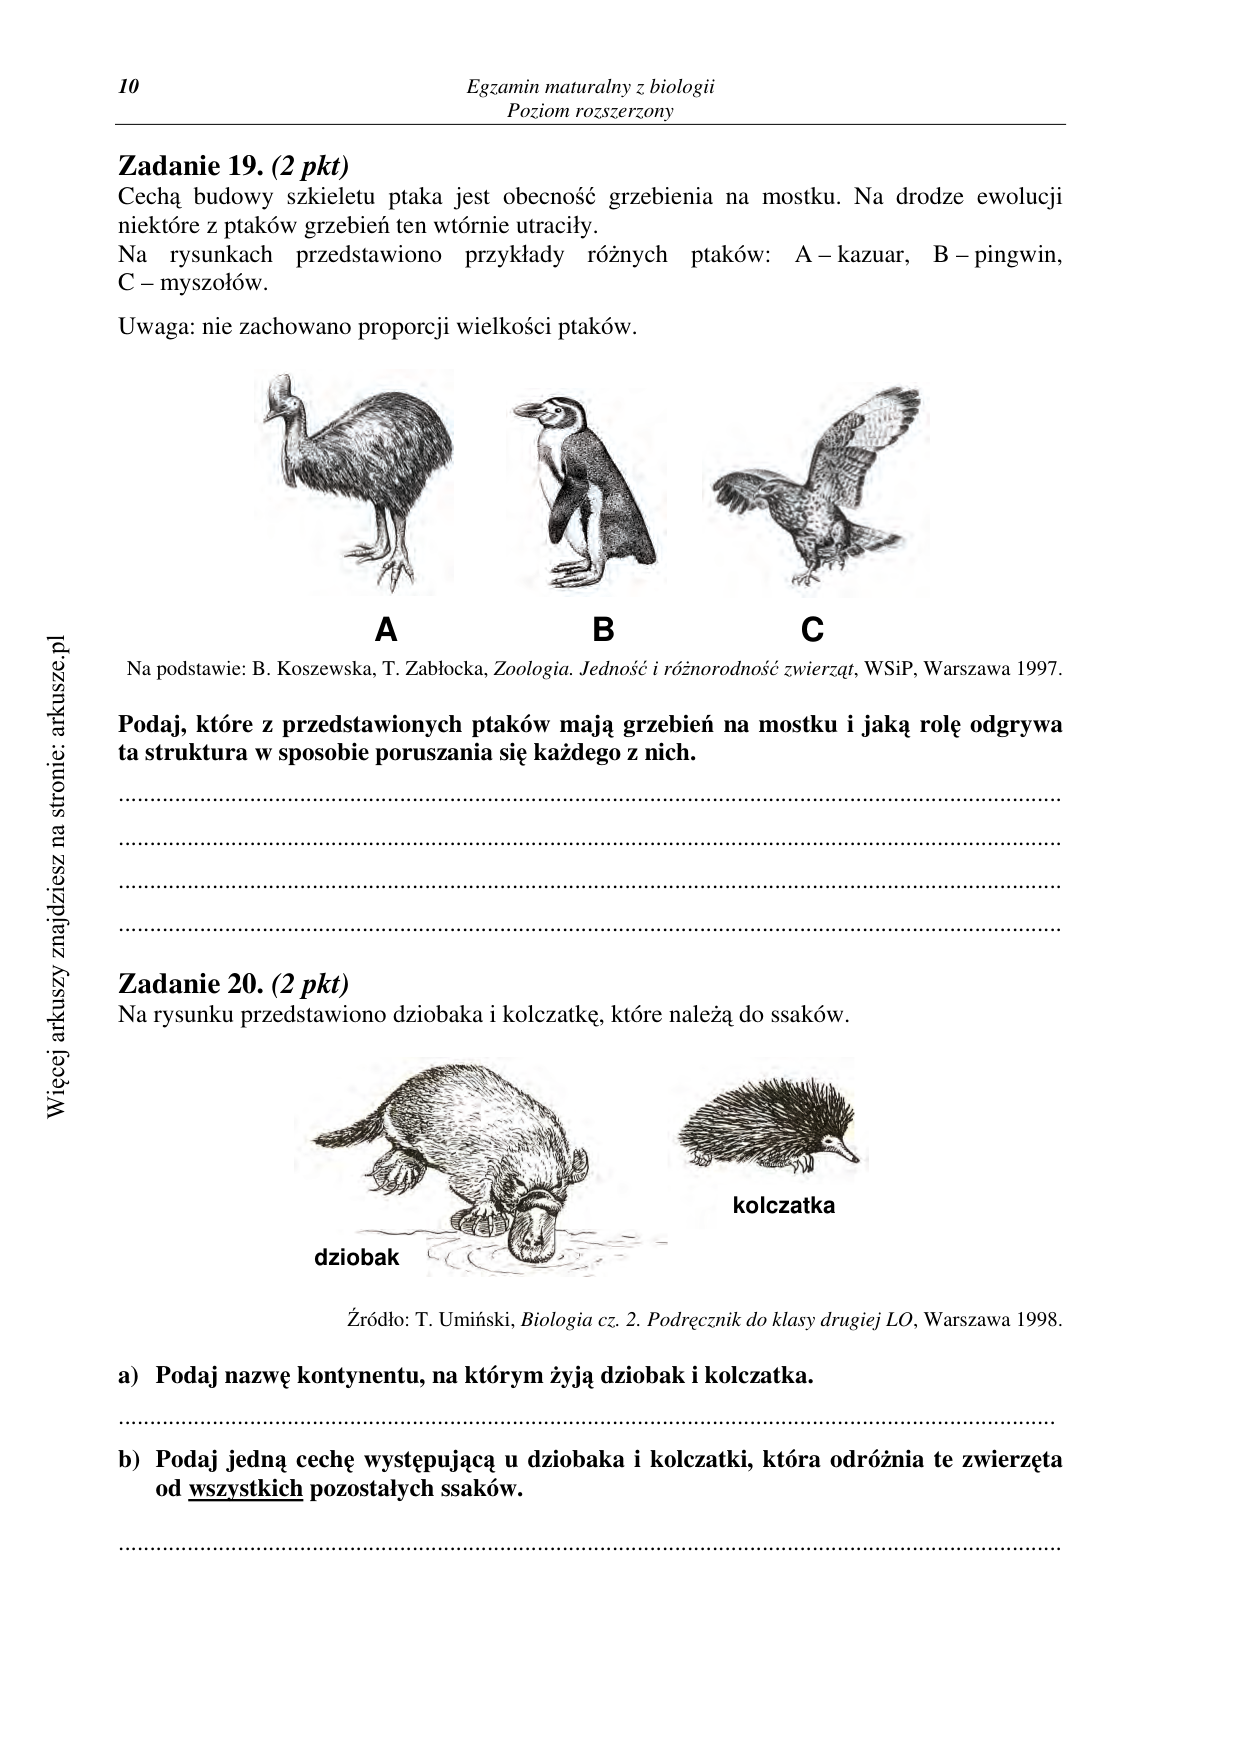 10
Egzamin maturalny z biologii
Poziom rozszerzony
Zadanie 19. (2 pkt)
Cechą budowy szkieletu ptaka jest obecność grzebienia na mostku. Na drodze ewolucji
niektóre z ptaków grzebień ten wtórnie utraciły.
Na rysunkach przedstawiono przykłady różnych ptaków: A – kazuar, B – pingwin,
C – myszołów.
Uwaga: nie zachowano proporcji wielkości ptaków.
A B C
Na podstawie: B. Koszewska, T. Zabłocka, Zoologia. Jedność i różnorodność zwierząt, WSiP, Warszawa 1997.
Podaj, które z przedstawionych ptaków mają grzebień na mostku i jaką rolę odgrywa
ta struktura w sposobie poruszania się każdego z nich.
Zadanie 20. (2 pkt)
Na rysunku przedstawiono dziobaka i kolczatkę, które należą do ssaków.
kolczatka
dziobak
Źródło: T. Umiński, Biologia cz. 2. Podręcznik do klasy drugiej LO, Warszawa 1998.
a) Podaj nazwę kontynentu, na którym żyją dziobak i kolczatka.
b) Podaj jedną cechę występującą u dziobaka i kolczatki, która odróżnia te zwierzęta
od wszystkich pozostałych ssaków.
Więcej arkuszy znajdziesz na stronie: arkusze.pl